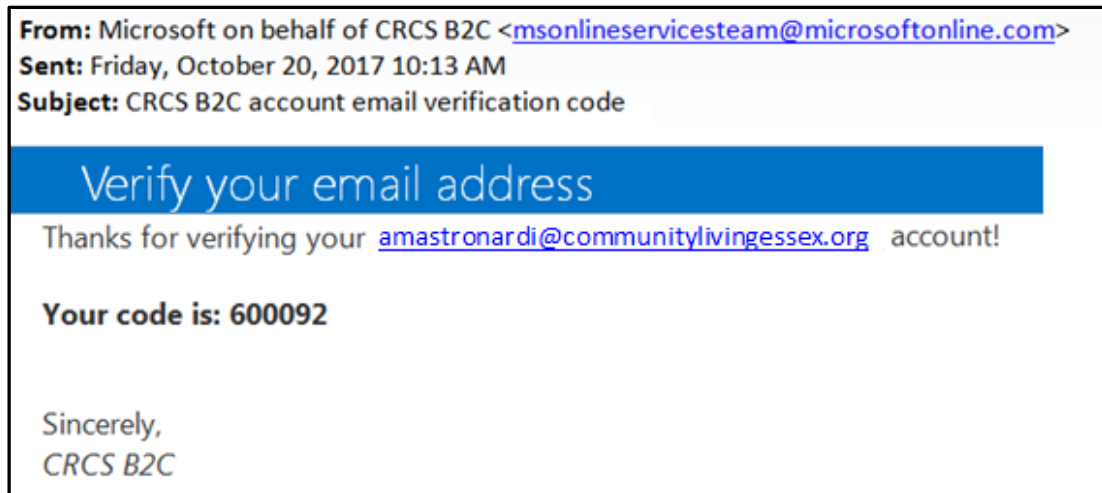 From: Microsoft on behalf of CRCS B2C <msonlineservicesteam@microsoftonline.com>
Sent: Friday, October 20, 2017 10:13 AM
Subject: CRCS B2C account email verification code
Verify your email address
Thanks for verifying your amastronardi@communitylivingessex.org account!
Your code is: 600092
Sincerely,
CRCS B2C